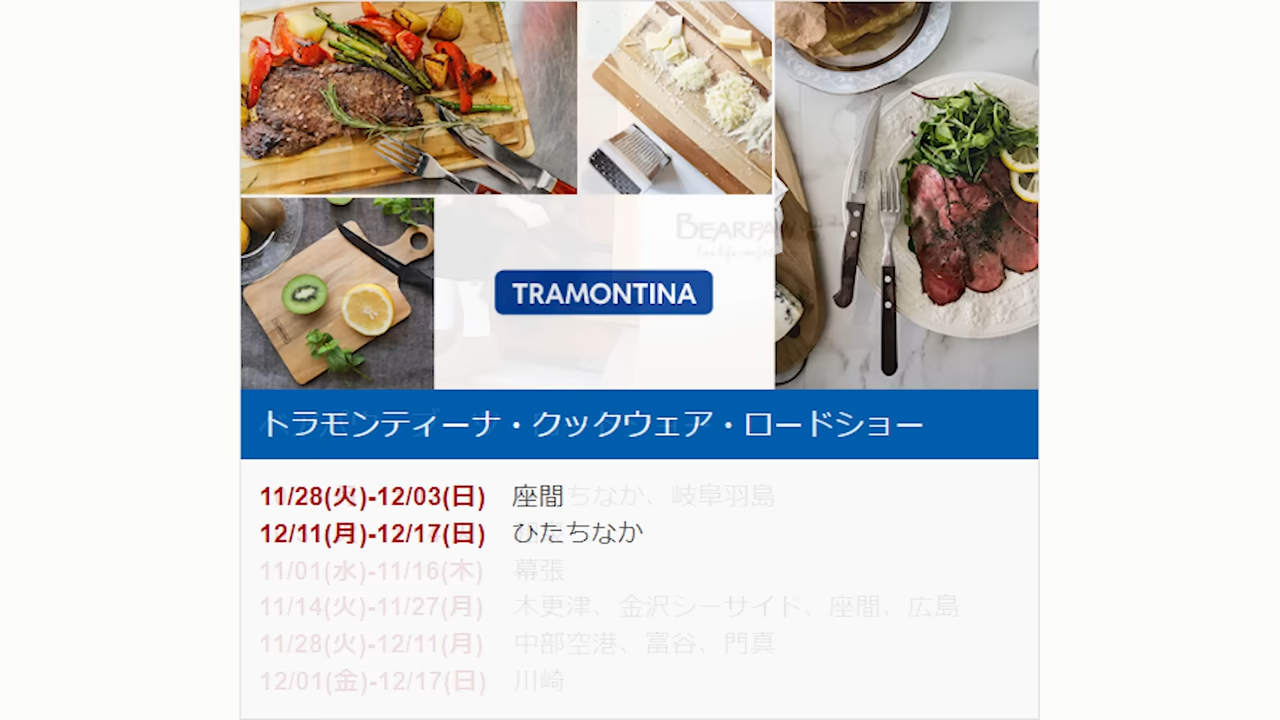 BEARPAW
TRAMONTINA
トラモンティーナ・クックウェア・ロードショー
11/28(火)-12/03(日) 座間 ちなか、岐阜羽島
12/11(月)-12/17(日) ひたちなか
11/01(水)-11/16(木) 幕張
11/14(火)-11/27(月) 木更津、金沢シーサイド、座間、広島
11/28(火)-12/11(月) 中部空港、富谷、門真
12/01(金)-12/17(日) 川崎